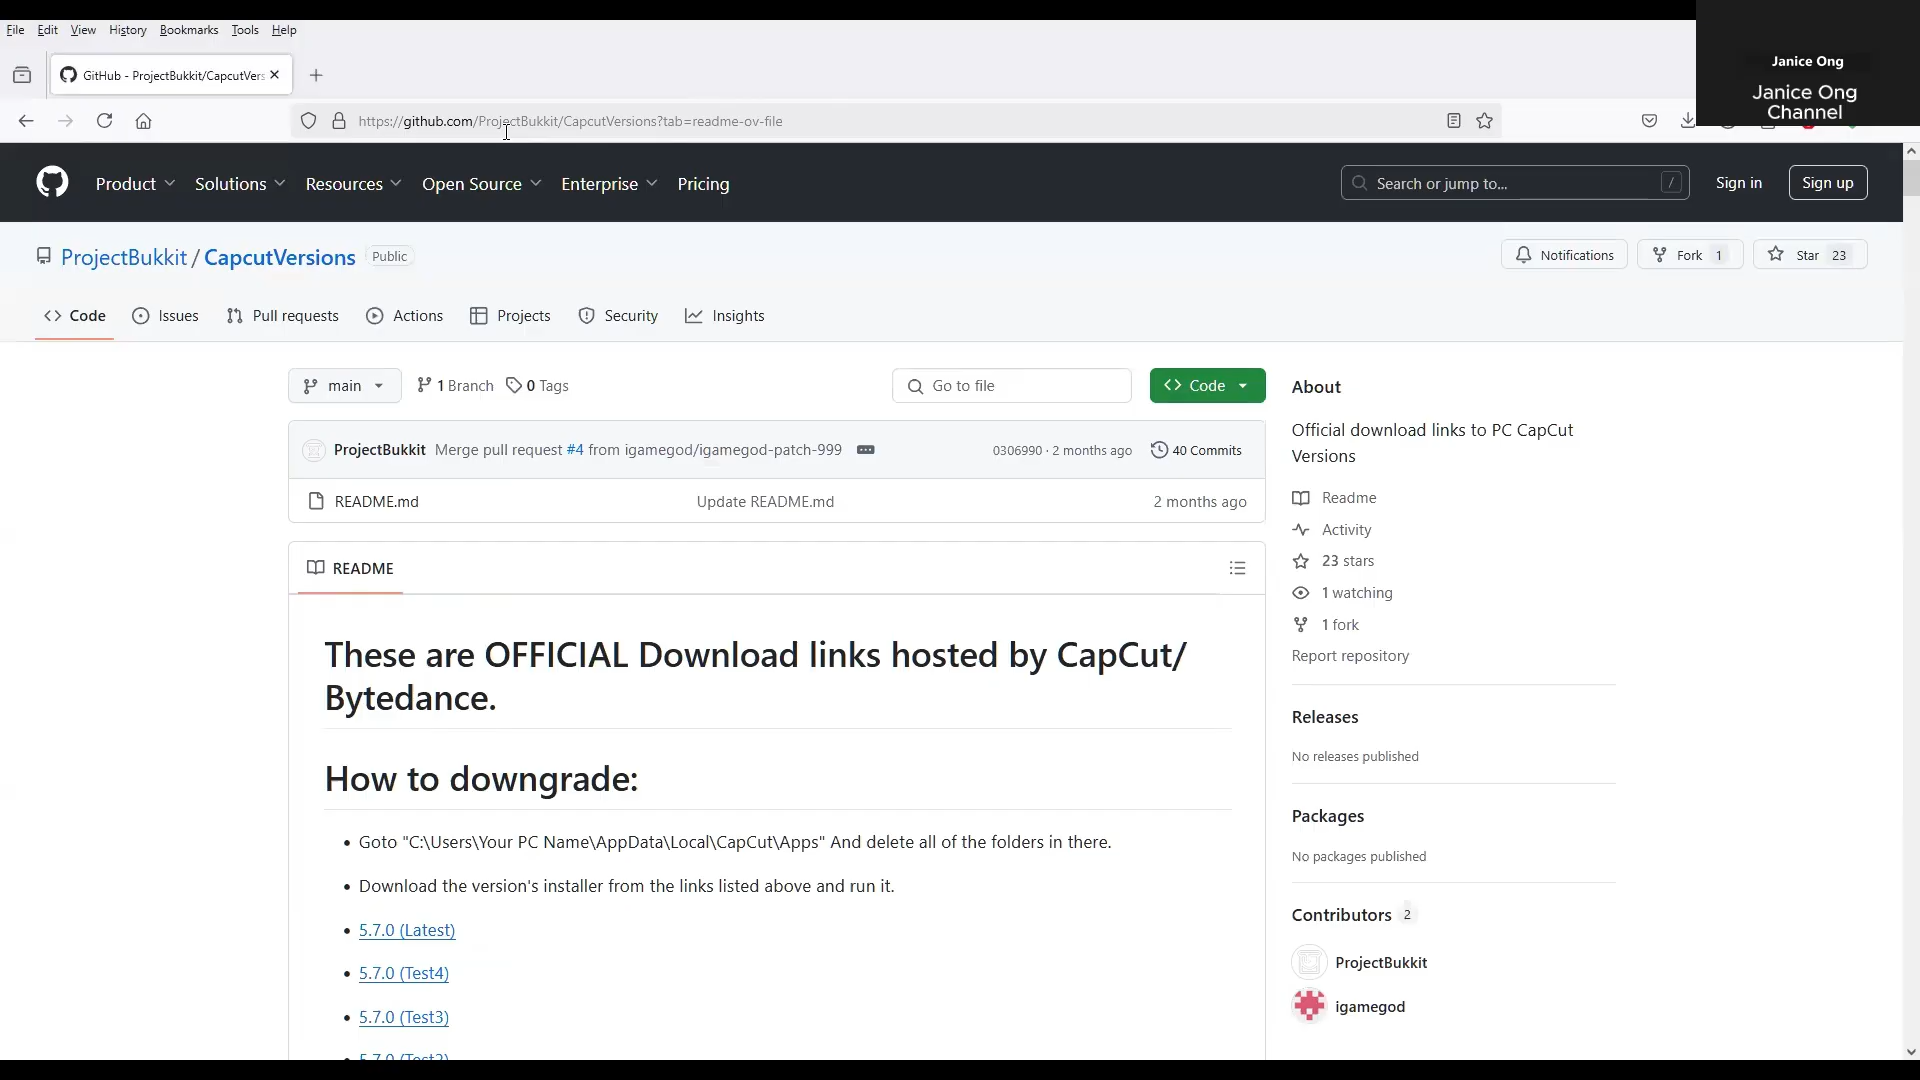 File Edit View History Bookmarks Tools Help
Janice Ong
Janice Ong
Channel
GitHub - ProjectBukkit/CapcutVers
https://github.com/ProjectBukkit/CapcutVersions?tab=readme-ov-file
Product Solutions Resources Open Source Enterprise Pricing
Search or jump to... /
Sign in
Sign up
ProjectBukkit / CapcutVersions Public
Notifications
Fork 1
Star 23
Code Issues Pull requests Actions Projects Security Insights
main
1 Branch
0 Tags
Go to file
Code
ProjectBukkit Merge pull request #4 from igamegod/igamegod-patch-999
0306990 · 2 months ago
40 Commits
README.md Update README.md 2 months ago
README
These are OFFICIAL Download links hosted by CapCut/
Bytedance.
How to downgrade:
• Goto "C:\Users\Your PC Name\AppData\Local\CapCut\Apps" And delete all of the folders in there.
• Download the version's installer from the links listed above and run it.
• 5.7.0 (Latest)
• 5.7.0 (Test4)
• 5.7.0 (Test3)
• 5.7.0 (Test2)
About
Official download links to PC CapCut
Versions
Readme
Activity
23 stars
1 watching
1 fork
Report repository
Releases
No releases published
Packages
No packages published
Contributors 2
ProjectBukkit
igamegod